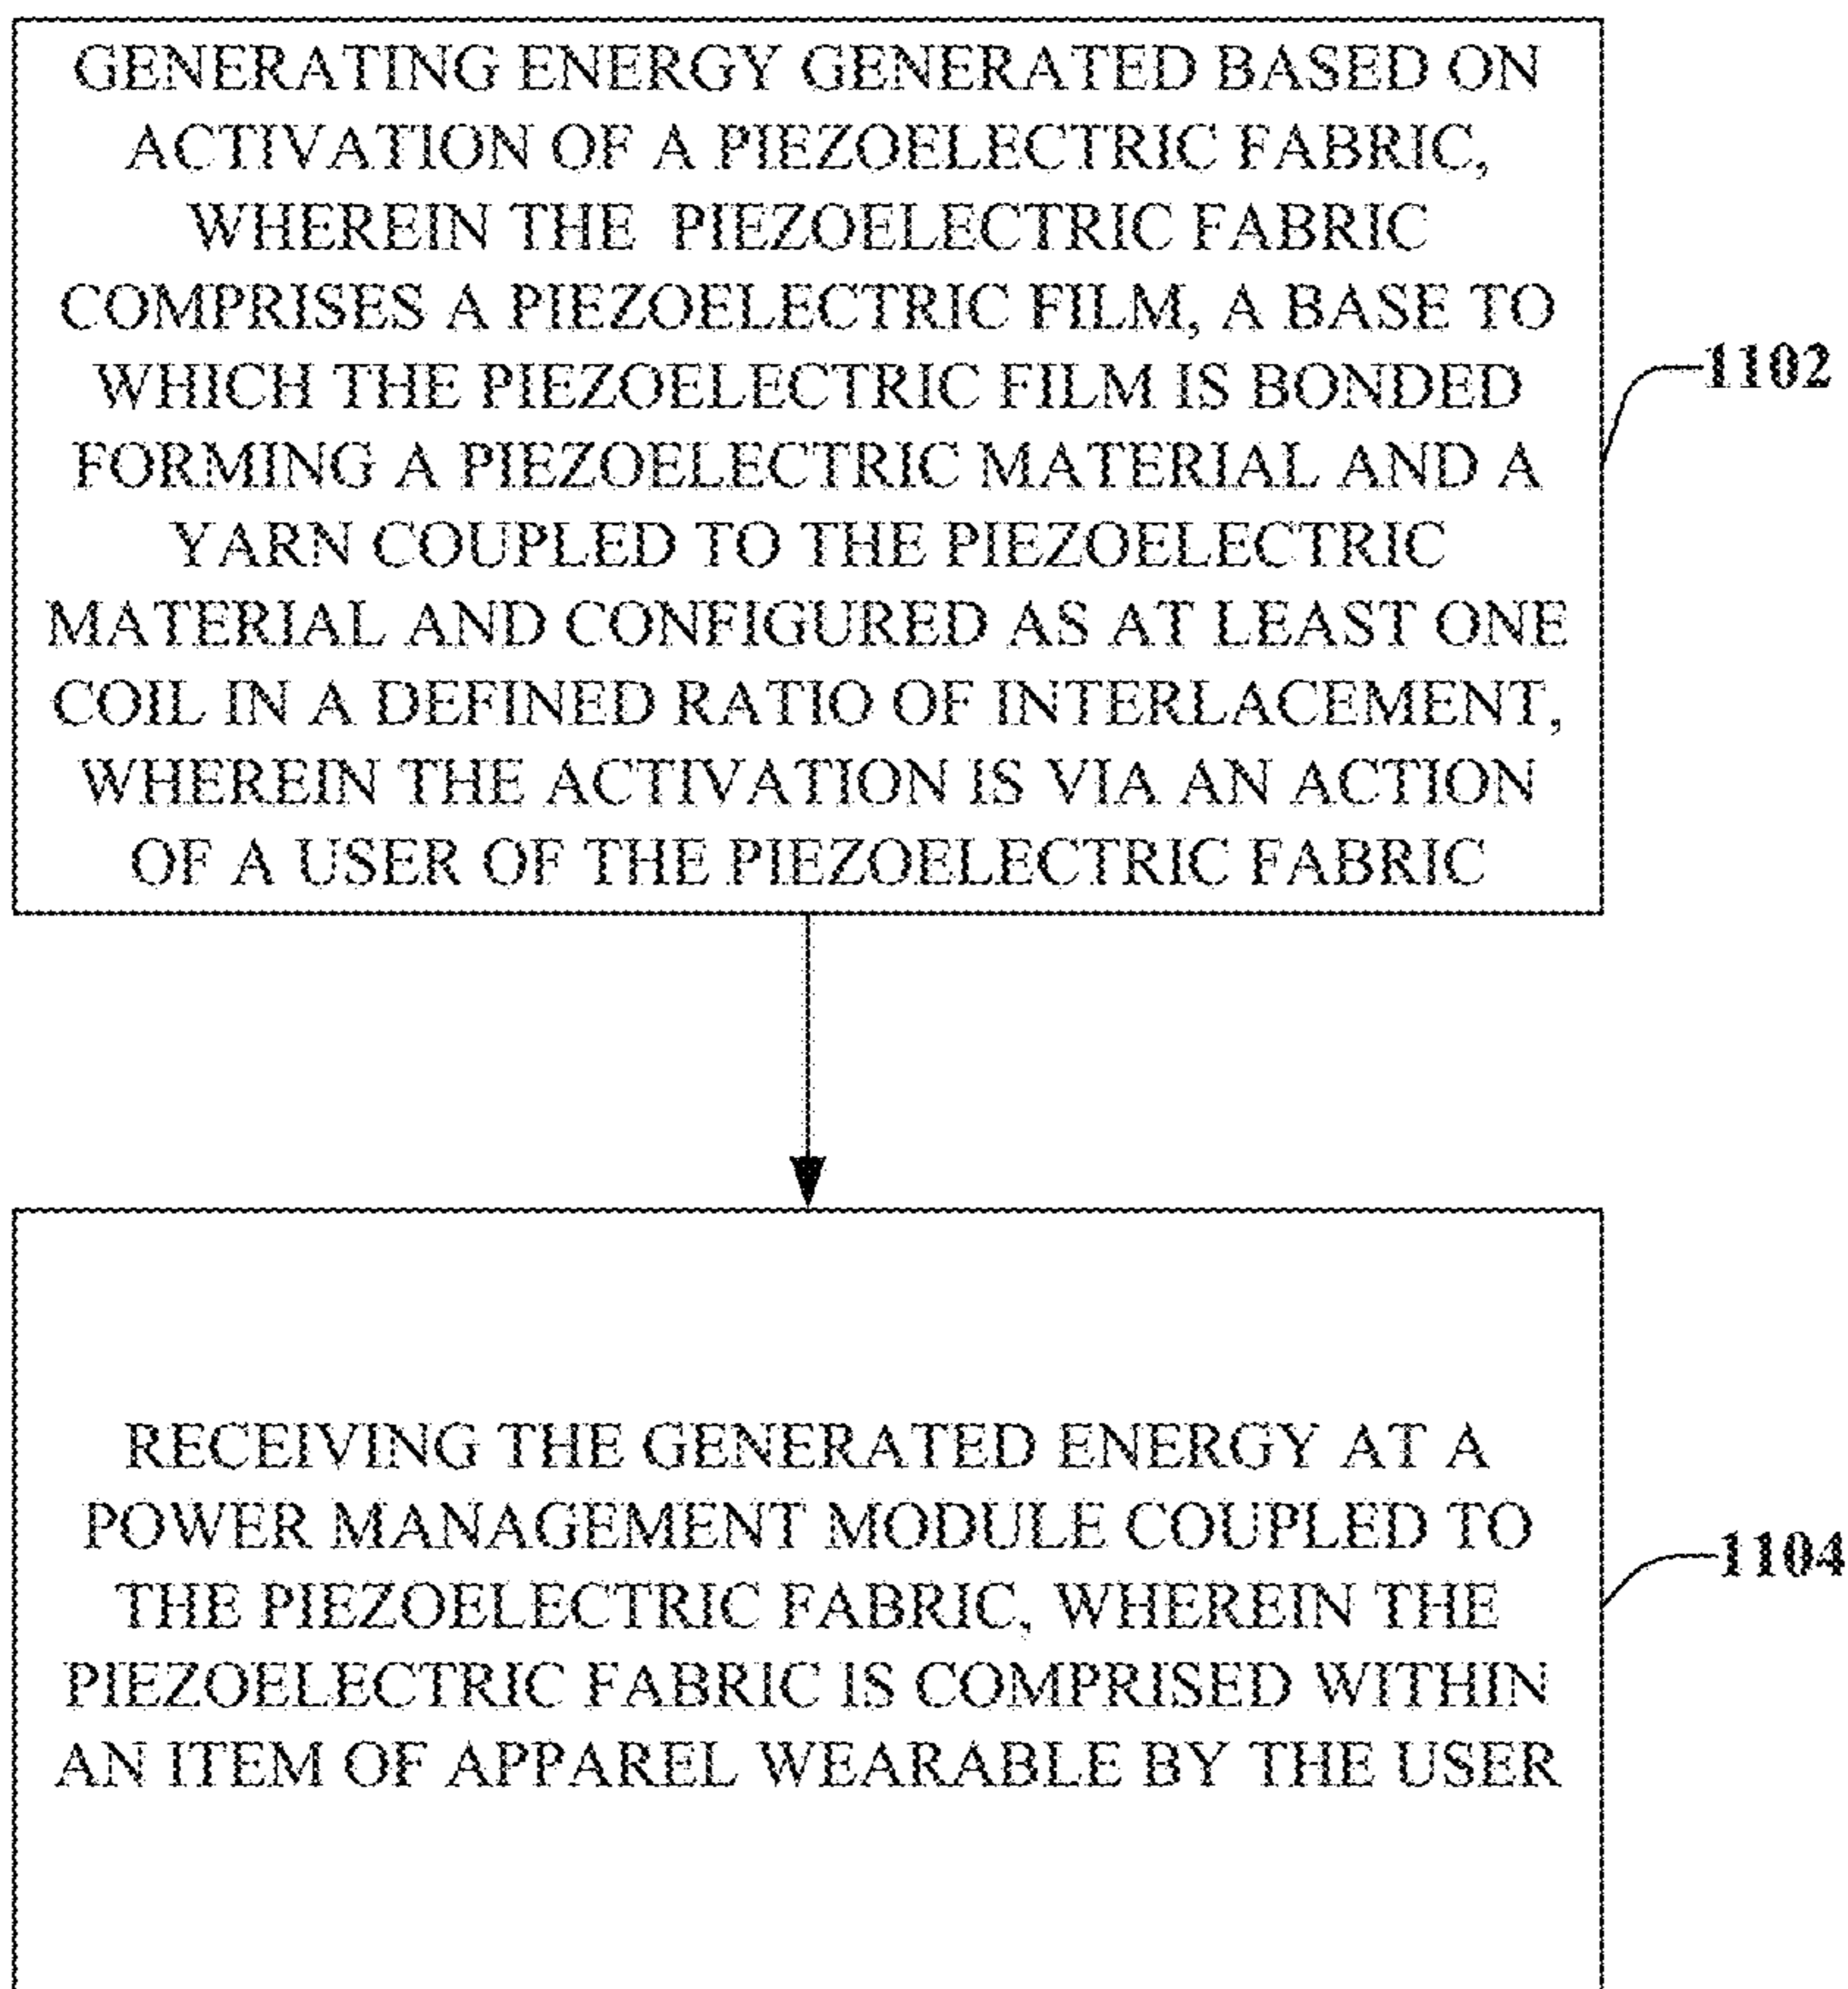 GENERATING ENERGY GENERATED BASED ON
ACTIVATION OF A PIEZOELECTRIC FABRIC,
WHEREIN THE PIEZOELECTRIC FABRIC
COMPRISES A PIEZOELECTRIC FILM, A BASE TO
WHICH THE PIEZOELECTRIC FILM IS BONDED
FORMING A PIEZOELECTRIC MATERIAL AND A
YARN COUPLED TO THE PIEZOELECTRIC
MATERIAL AND CONFIGURED AS AT LEAST ONE
COIL IN A DEFINED RATIO OF INTERLACEMENT,
WHEREIN THE ACTIVATION IS VIA AN ACTION
OF A USER OF THE PIEZOELECTRIC FABRIC
1102
RECEIVING THE GENERATED ENERGY AT A
POWER MANAGEMENT MODULE COUPLED TO
THE PIEZOELECTRIC FABRIC, WHEREIN THE
PIEZOELECTRIC FABRIC IS COMPRISED WITHIN
AN ITEM OF APPAREL WEARABLE BY THE USER
1104